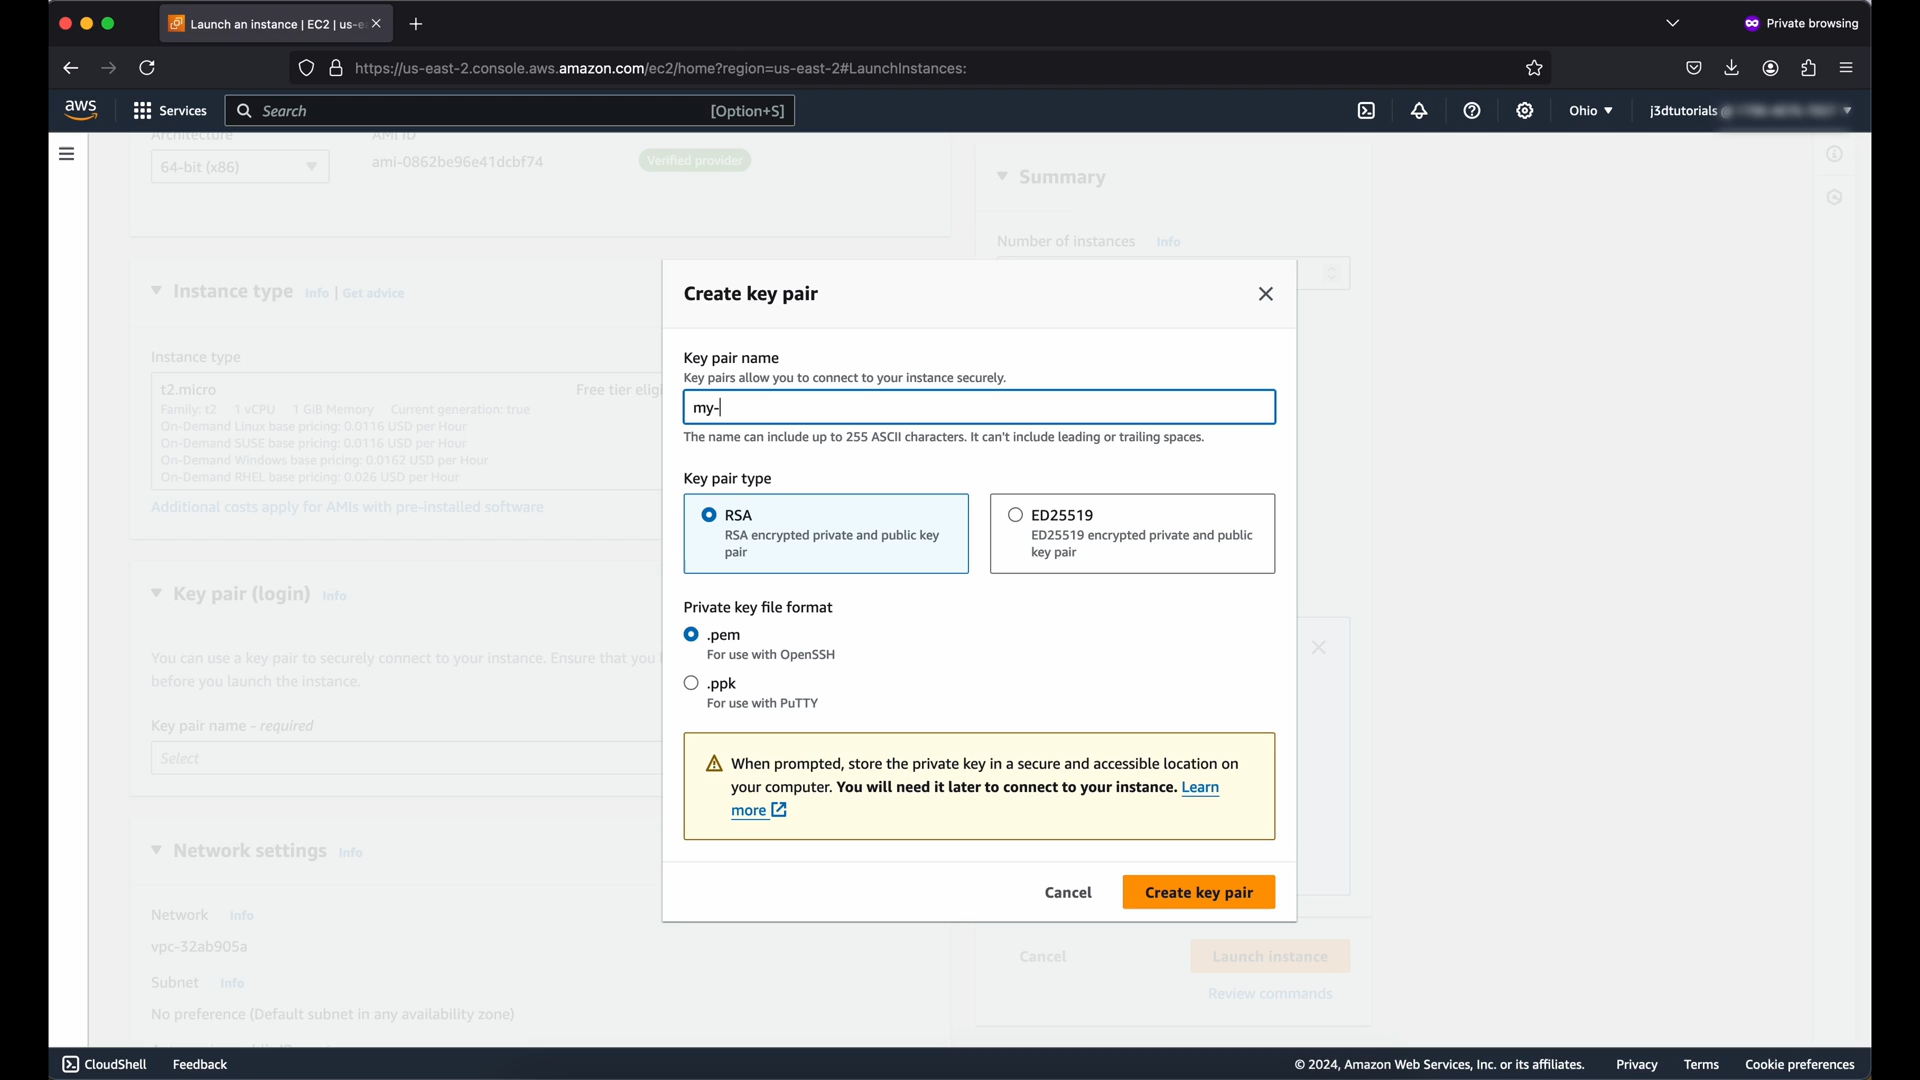 Launch an instance | EC2 | us-e
Private browsing
https://us-east-2.console.aws.amazon.com/ec2/home?region=us-east-2#LaunchInstances:
aws
Services
Search
[Option+S]
Ohio
j3dtutorials
Architecture
AMI ID
64-bit (x86)
ami-0862be96e41dcbf74
Verified provider
Summary
Number of instances
Info
Instance type
Info | Get advice
Instance type
t2.micro
Free tier eligi
Family: t2 1 vCPU 1 GiB Memory Current generation: true
On-Demand Linux base pricing: 0.0116 USD per Hour
On-Demand SUSE base pricing: 0.0116 USD per Hour
On-Demand Windows base pricing: 0.0162 USD per Hour
On-Demand RHEL base pricing: 0.026 USD per Hour
Additional costs apply for AMIs with pre-installed software
Key pair (login) Info
You can use a key pair to securely connect to your instance. Ensure that you
before you launch the instance.
Key pair name - required
Select
Network settings Info
Network Info
vpc-32ab905a
Subnet Info
No preference (Default subnet in any availability zone)
Create key pair
Key pair name
Key pairs allow you to connect to your instance securely.
my-
The name can include up to 255 ASCII characters. It can't include leading or trailing spaces.
Key pair type
RSA
RSA encrypted private and public key
pair
ED25519
ED25519 encrypted private and public
key pair
Private key file format
.pem
For use with OpenSSH
.ppk
For use with PuTTY
When prompted, store the private key in a secure and accessible location on
your computer. You will need it later to connect to your instance. Learn
more
Cancel
Create key pair
Cancel
Launch instance
Review commands
CloudShell
Feedback
© 2024, Amazon Web Services, Inc. or its affiliates.
Privacy
Terms
Cookie preferences